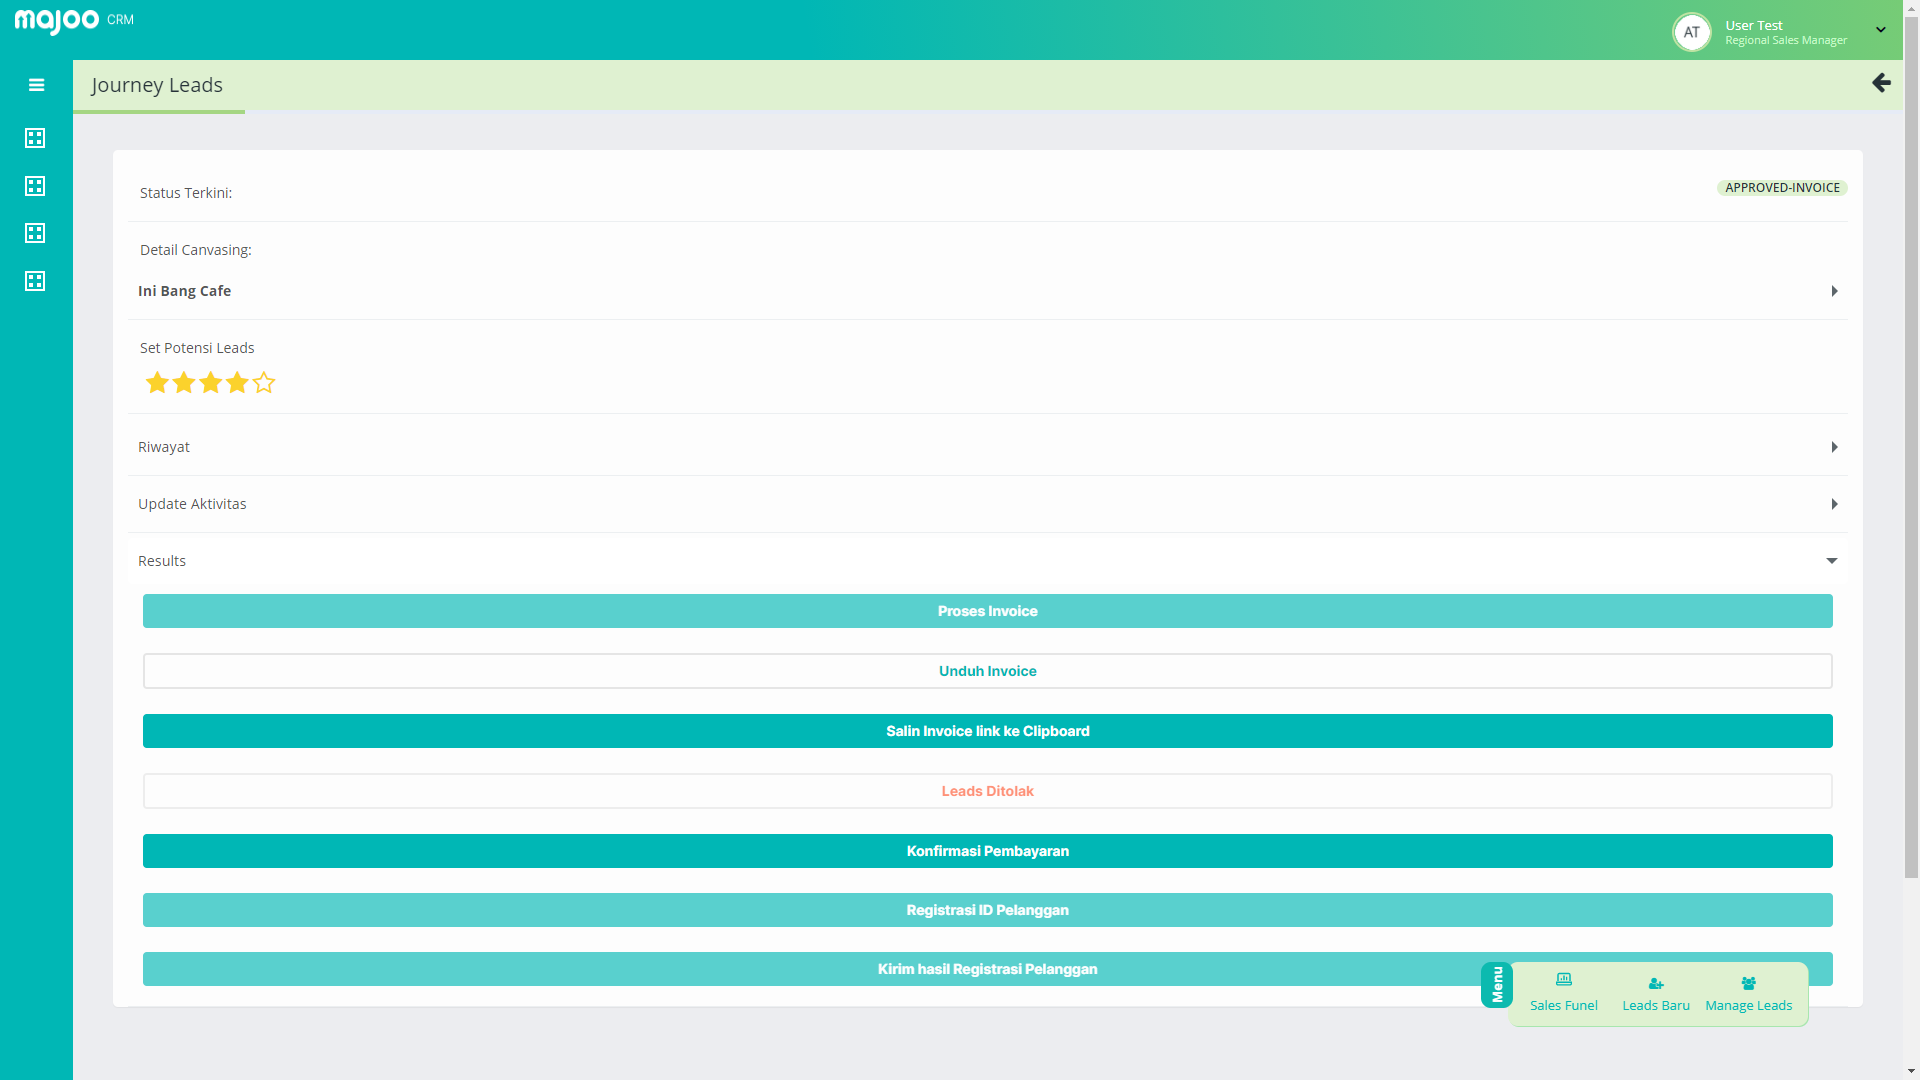 majoo CRM
AT
User Test
Regional Sales Manager
Journey Leads
Status Terkini:
APPROVED-INVOICE
Detail Canvasing:
Ini Bang Cafe
Set Potensi Leads
Riwayat
Update Aktivitas
Results
Proses Invoice
Unduh Invoice
Salin Invoice link ke Clipboard
Leads Ditolak
Konfirmasi Pembayaran
Registrasi ID Pelanggan
Kirim hasil Registrasi Pelanggan
Menu
Sales Funel
Leads Baru
Manage Leads